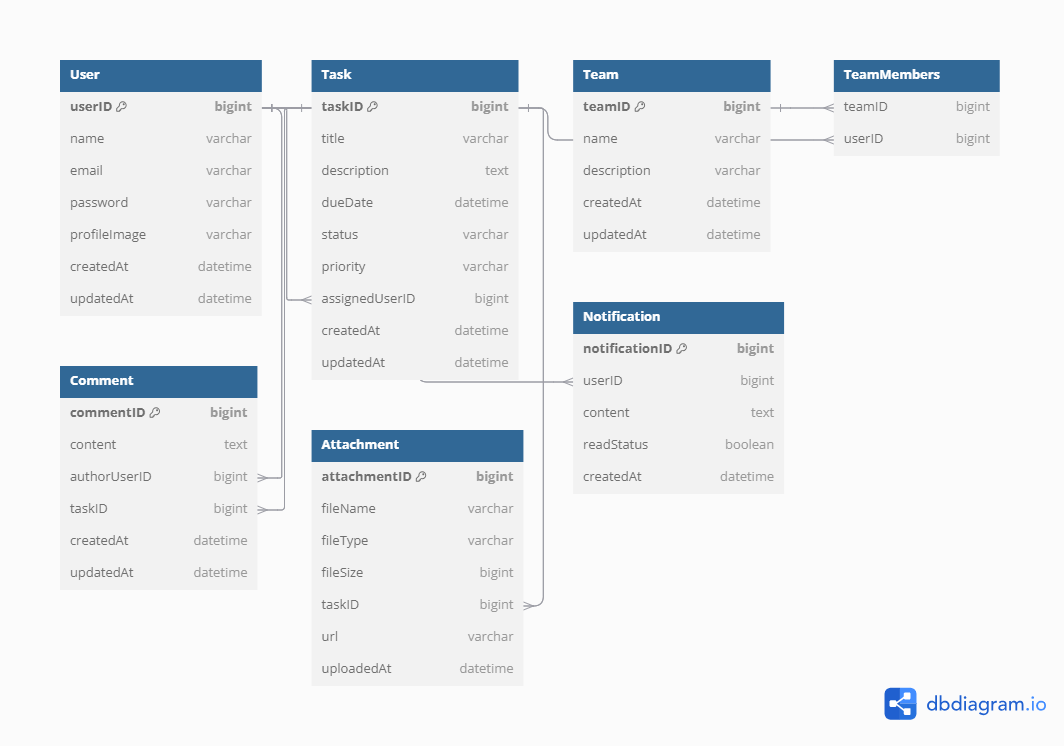 User
userID bigint
name varchar
email varchar
password varchar
profileImage varchar
createdAt datetime
updatedAt datetime
Task
taskID bigint
title varchar
description text
dueDate datetime
status varchar
priority varchar
assignedUserID bigint
createdAt datetime
updatedAt datetime
Team
teamID bigint
name varchar
description varchar
createdAt datetime
updatedAt datetime
TeamMembers
teamID bigint
userID bigint
Comment
commentID bigint
content text
authorUserID bigint
taskID bigint
createdAt datetime
updatedAt datetime
Attachment
attachmentID bigint
fileName varchar
fileType varchar
fileSize bigint
taskID bigint
url varchar
uploadedAt datetime
Notification
notificationID bigint
userID bigint
content text
readStatus boolean
createdAt datetime
dbdiagram.io